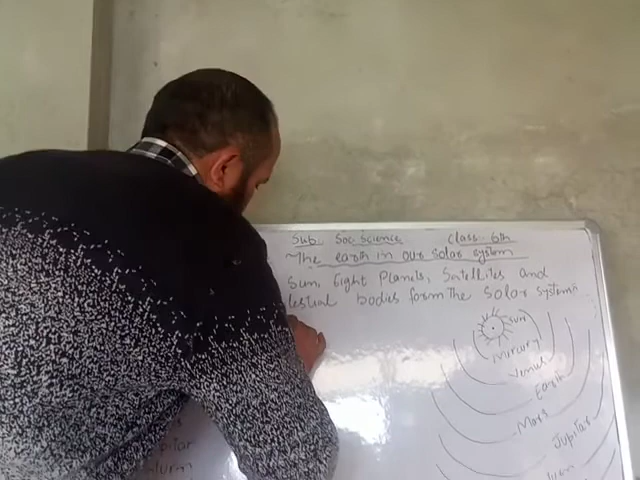 Sub: Soc. Science Class: 6th
The earth in our solar system
Sun, Eight Planets, Satellites and
lestial bodies form The Solar system
Sun
Mercury
Venus
Earth
Mars
Jupitar